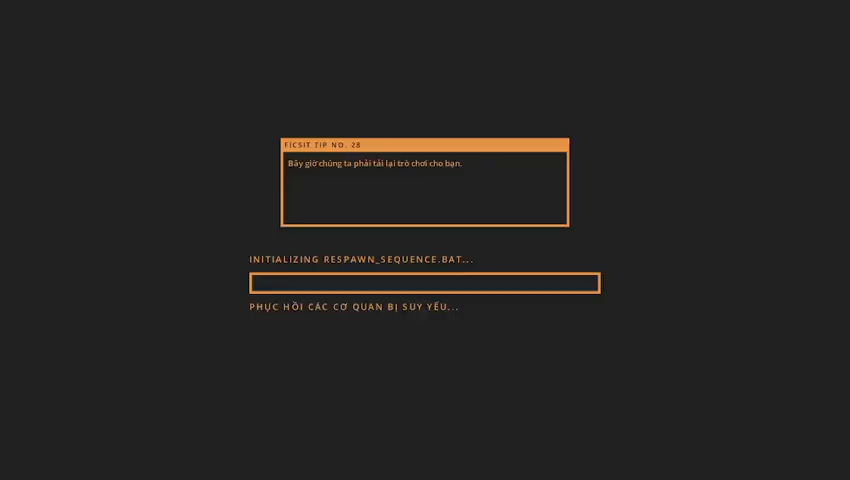 FICSIT TIP NO. 28
Bây giờ chúng ta phải tải lại trò chơi cho bạn.
INITIALIZING RESPAWN_SEQUENCE.BAT...
PHỤC HỒI CÁC CƠ QUAN BỊ SUY YẾU...